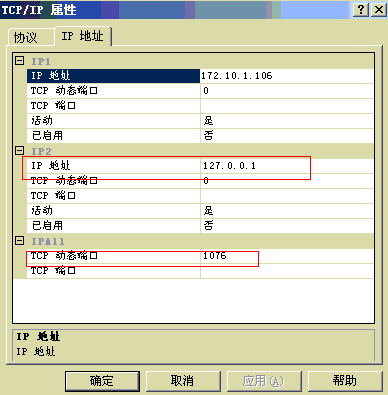 TCP/IP 属性
协议 IP 地址
IP1
IP 地址 172.10.1.106
TCP 动态端口 0
TCP 端口
活动 是
已启用 否
IP2
IP 地址 127.0.0.1
TCP 动态端口 0
TCP 端口
活动 是
已启用 否
IPAll
TCP 动态端口 1076
TCP 端口
IP 地址
IP 地址
确定 取消 应用(A) 帮助